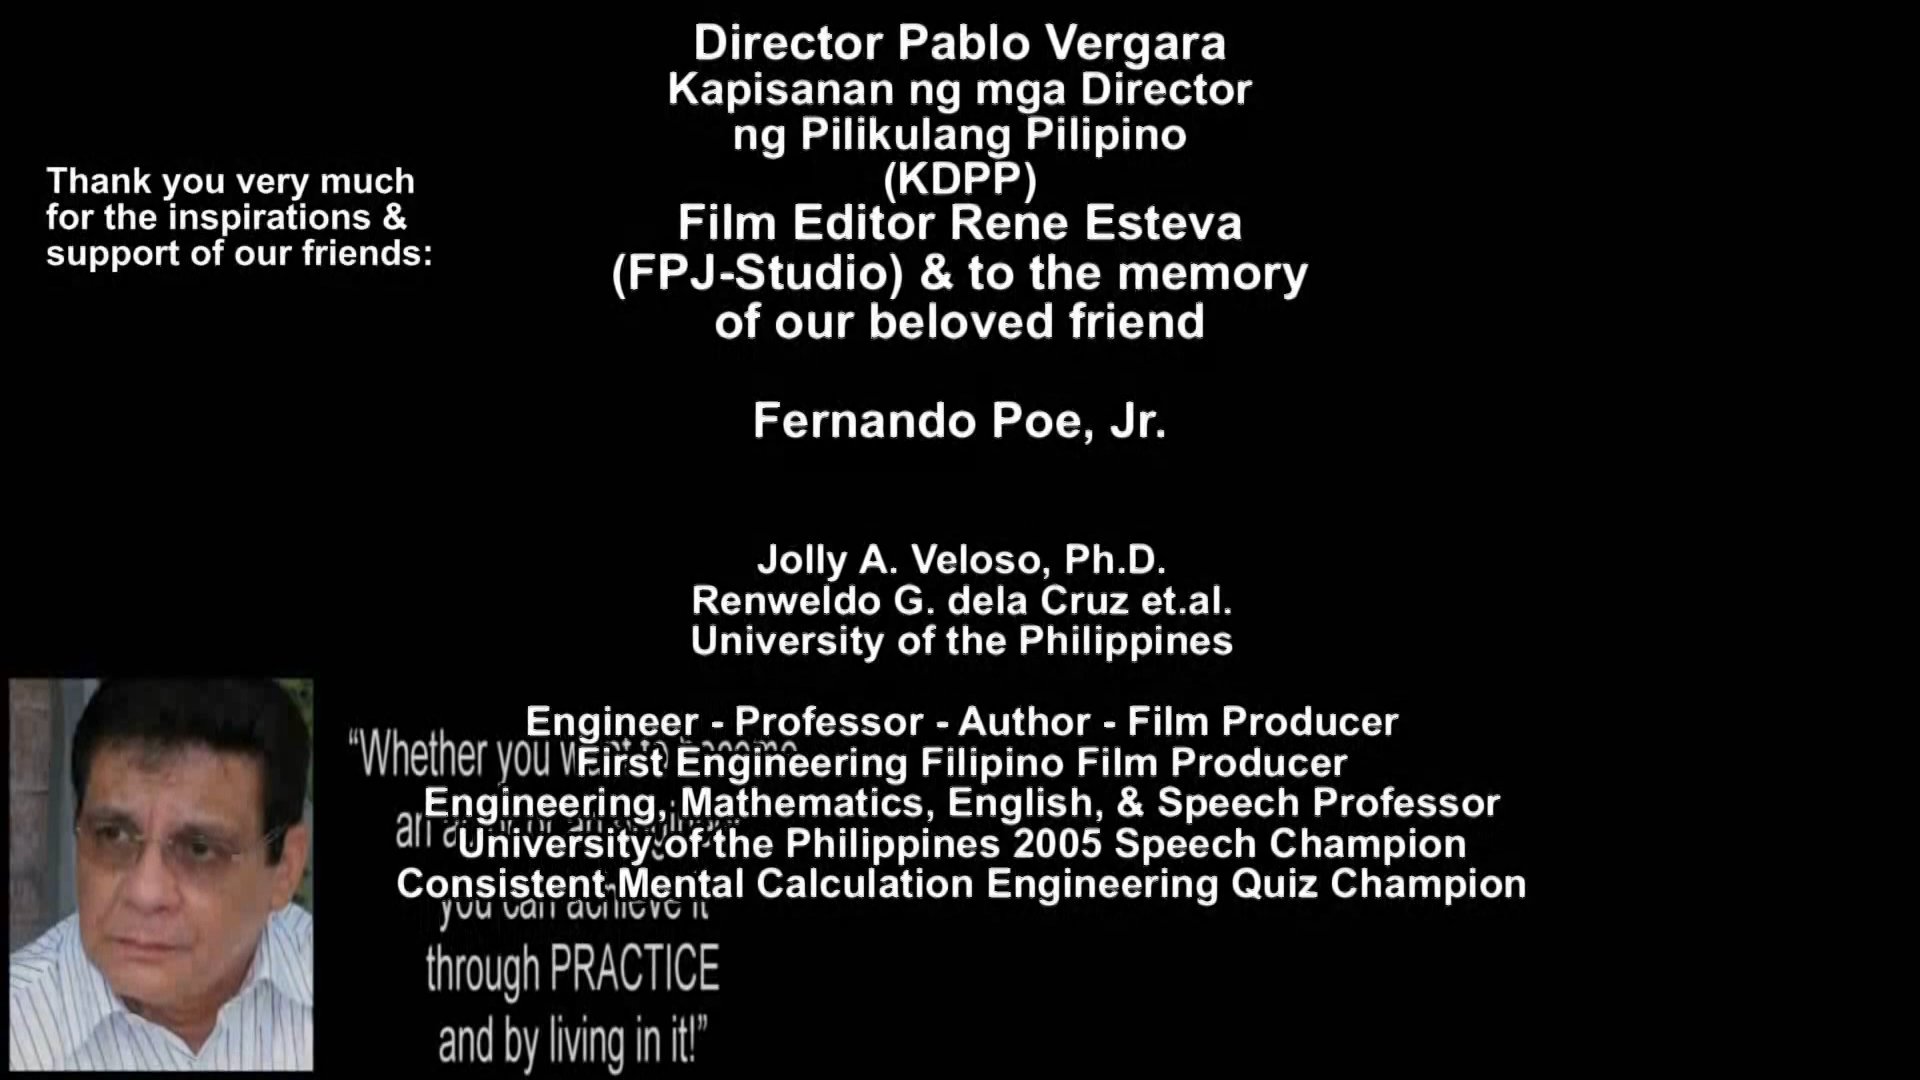 Director Pablo Vergara
Kapisanan ng mga Director
ng Pilikulang Pilipino
(KDPP)
Film Editor Rene Esteva
(FPJ-Studio) & to the memory
of our beloved friend
Fernando Poe, Jr.
Thank you very much
for the inspirations &
support of our friends:
Jolly A. Veloso, Ph.D.
Renweldo G. dela Cruz et.al.
University of the Philippines
Engineer - Professor - Author - Film Producer
First Engineering Filipino Film Producer
Engineering, Mathematics, English, & Speech Professor
University of the Philippines 2005 Speech Champion
Consistent Mental Calculation Engineering Quiz Champion
“Whether you
an
you can achieve it
through PRACTICE
and by living in it!”